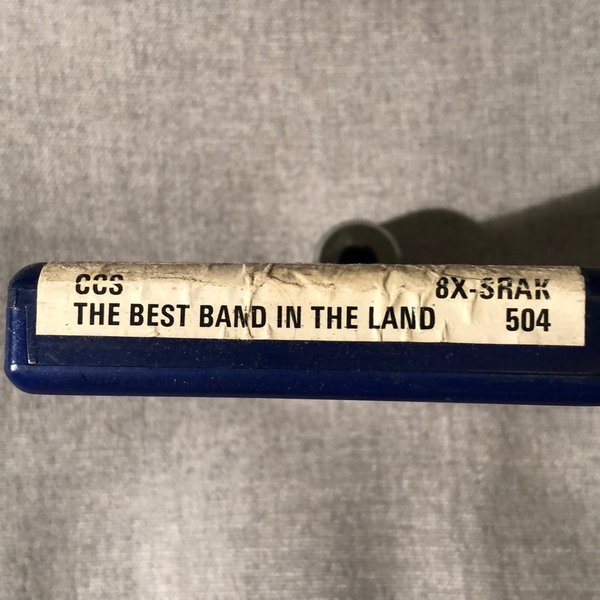 CCS 8X-SRAK
THE BEST BAND IN THE LAND 504